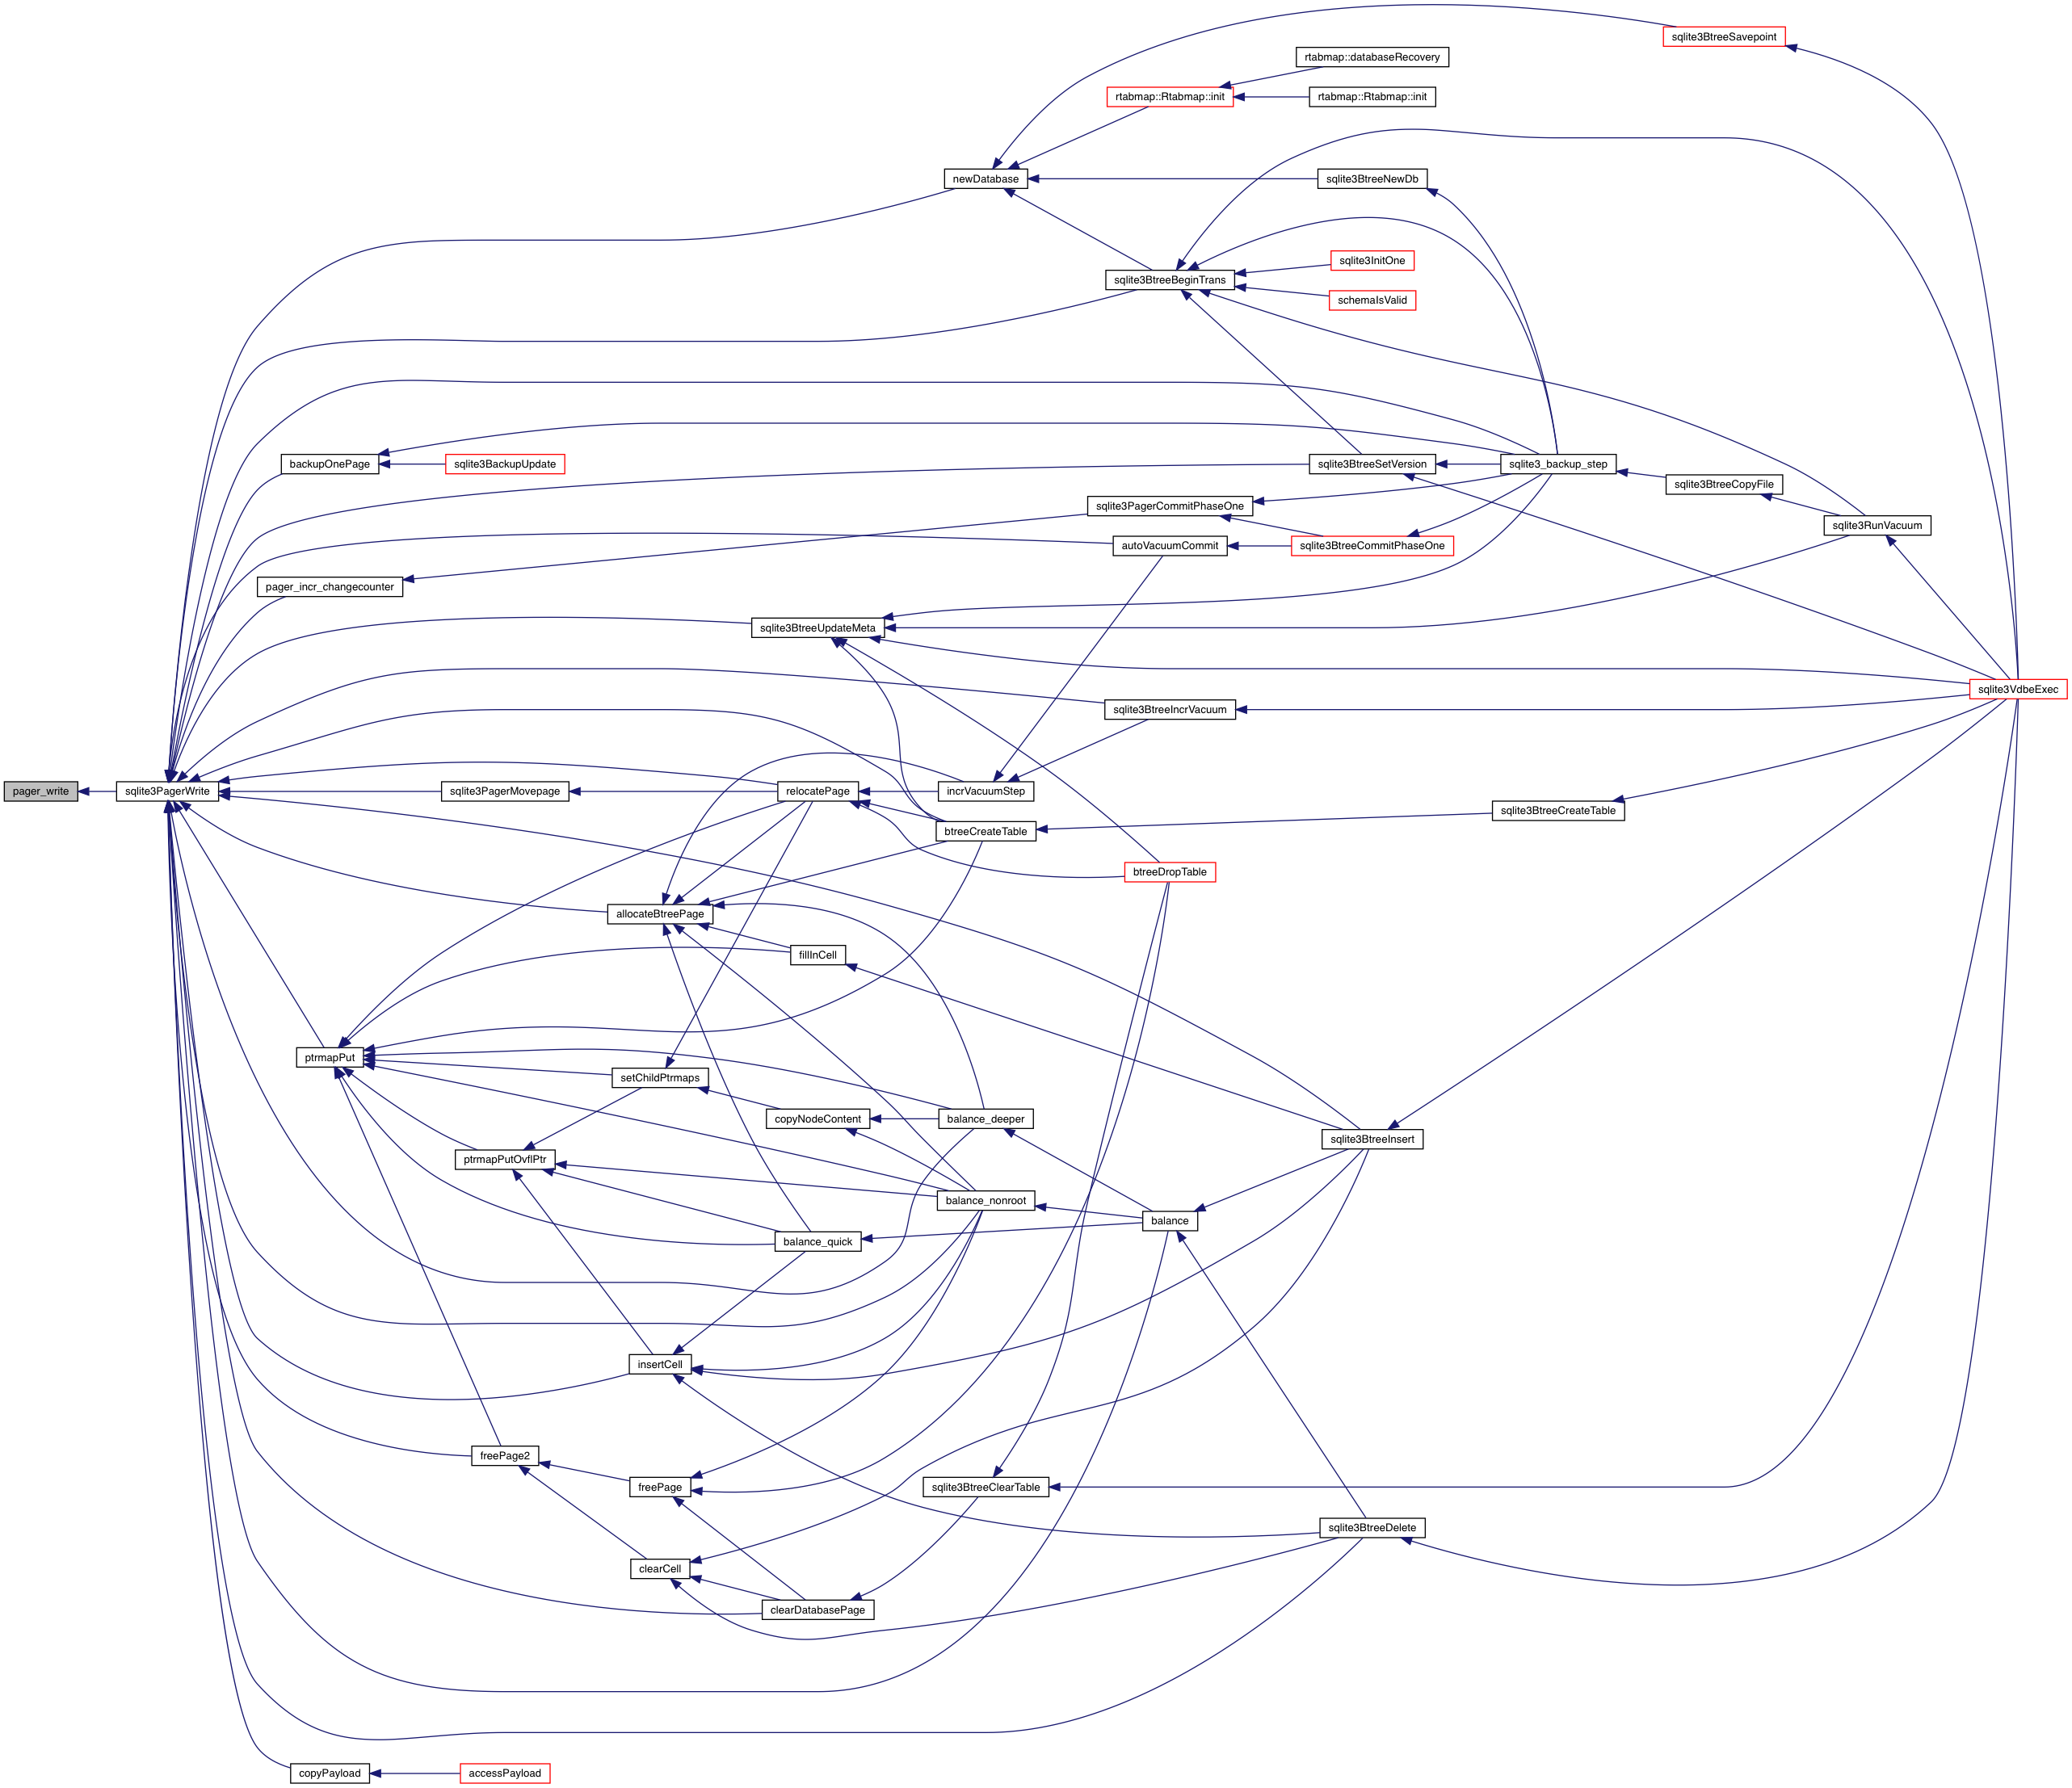 sqlite3BtreeSavepoint
rtabmap::databaseRecovery
rtabmap::Rtabmap::init
rtabmap::Rtabmap::init
newDatabase
sqlite3BtreeNewDb
sqlite3InitOne
sqlite3BtreeBeginTrans
schemaIsValid
backupOnePage
sqlite3BackupUpdate
sqlite3BtreeSetVersion
sqlite3_backup_step
sqlite3BtreeCopyFile
sqlite3PagerCommitPhaseOne
sqlite3RunVacuum
autoVacuumCommit
sqlite3BtreeCommitPhaseOne
pager_incr_changecounter
sqlite3BtreeUpdateMeta
sqlite3VdbeExec
sqlite3BtreeIncrVacuum
pager_write
sqlite3PagerWrite
sqlite3PagerMovepage
relocatePage
incrVacuumStep
sqlite3BtreeCreateTable
btreeCreateTable
btreeDropTable
allocateBtreePage
fillInCell
ptrmapPut
setChildPtrmaps
copyNodeContent
balance_deeper
sqlite3BtreeInsert
ptrmapPutOvflPtr
balance_nonroot
balance
balance_quick
insertCell
freePage2
freePage
sqlite3BtreeClearTable
sqlite3BtreeDelete
clearCell
clearDatabasePage
copyPayload
accessPayload